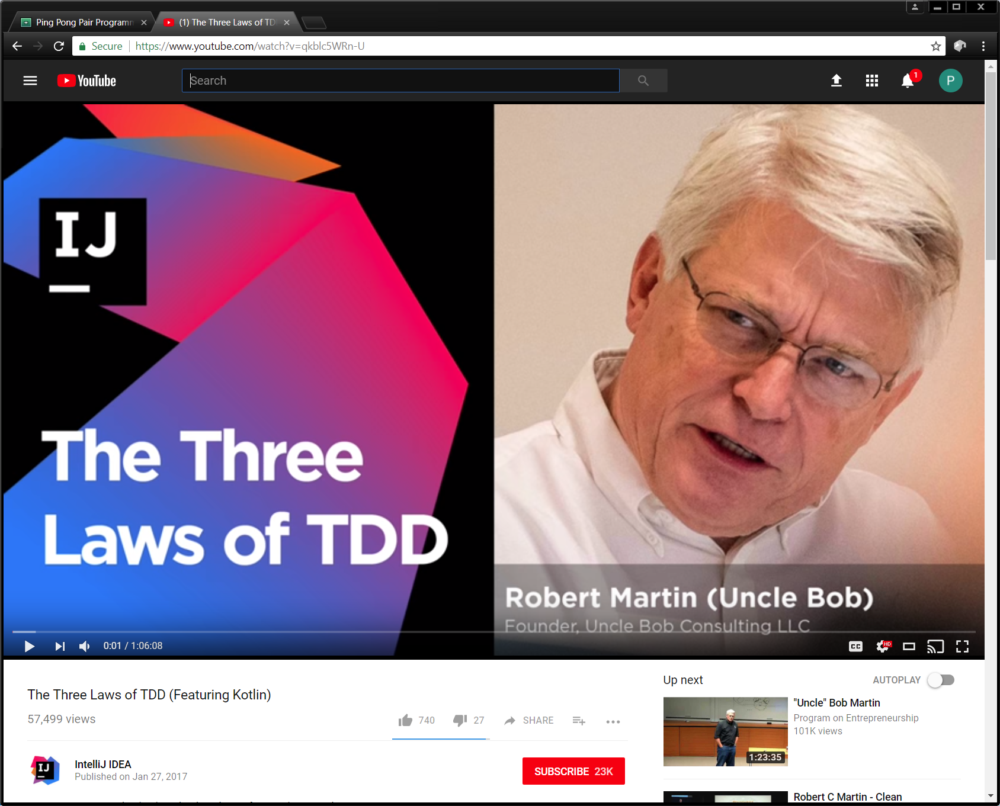 Ping Pong Pair Programm
(1) The Three Laws of TD
Secure
https://www.youtube.com/watch?v=qkblc5WRn-U
YouTube
Search
1
P
IJ
The Three
Laws of TDD
Robert Martin (Uncle Bob)
Founder, Uncle Bob Consulting LLC
0:01 / 1:06:08
CC
HD
The Three Laws of TDD (Featuring Kotlin)
57,499 views
740
27
SHARE
IJ
IntelliJ IDEA
Published on Jan 27, 2017
SUBSCRIBE 23K
Up next
AUTOPLAY
"Uncle" Bob Martin
Program on Entrepreneurship
101K views
1:23:35
Robert C Martin - Clean